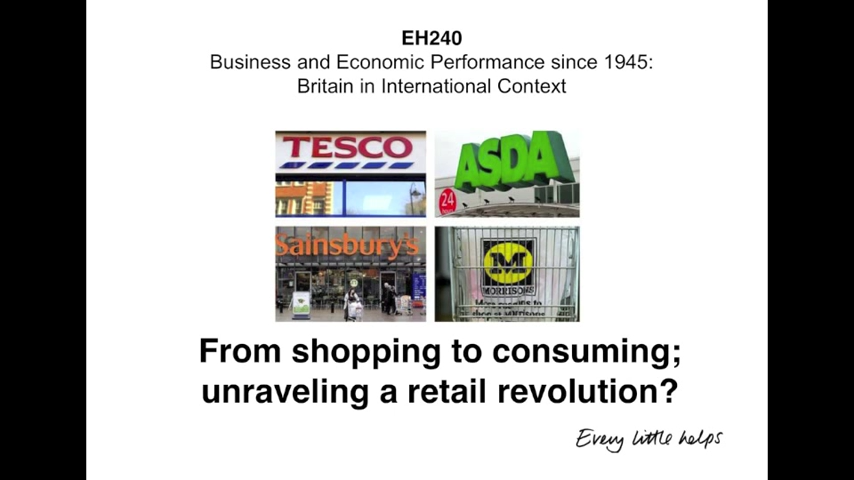 EH240
Business and Economic Performance since 1945:
Britain in International Context
TESCO
ASDA
24
Sainsbury's
M
MORRISONS
From shopping to consuming;
unraveling a retail revolution?
Every little helps